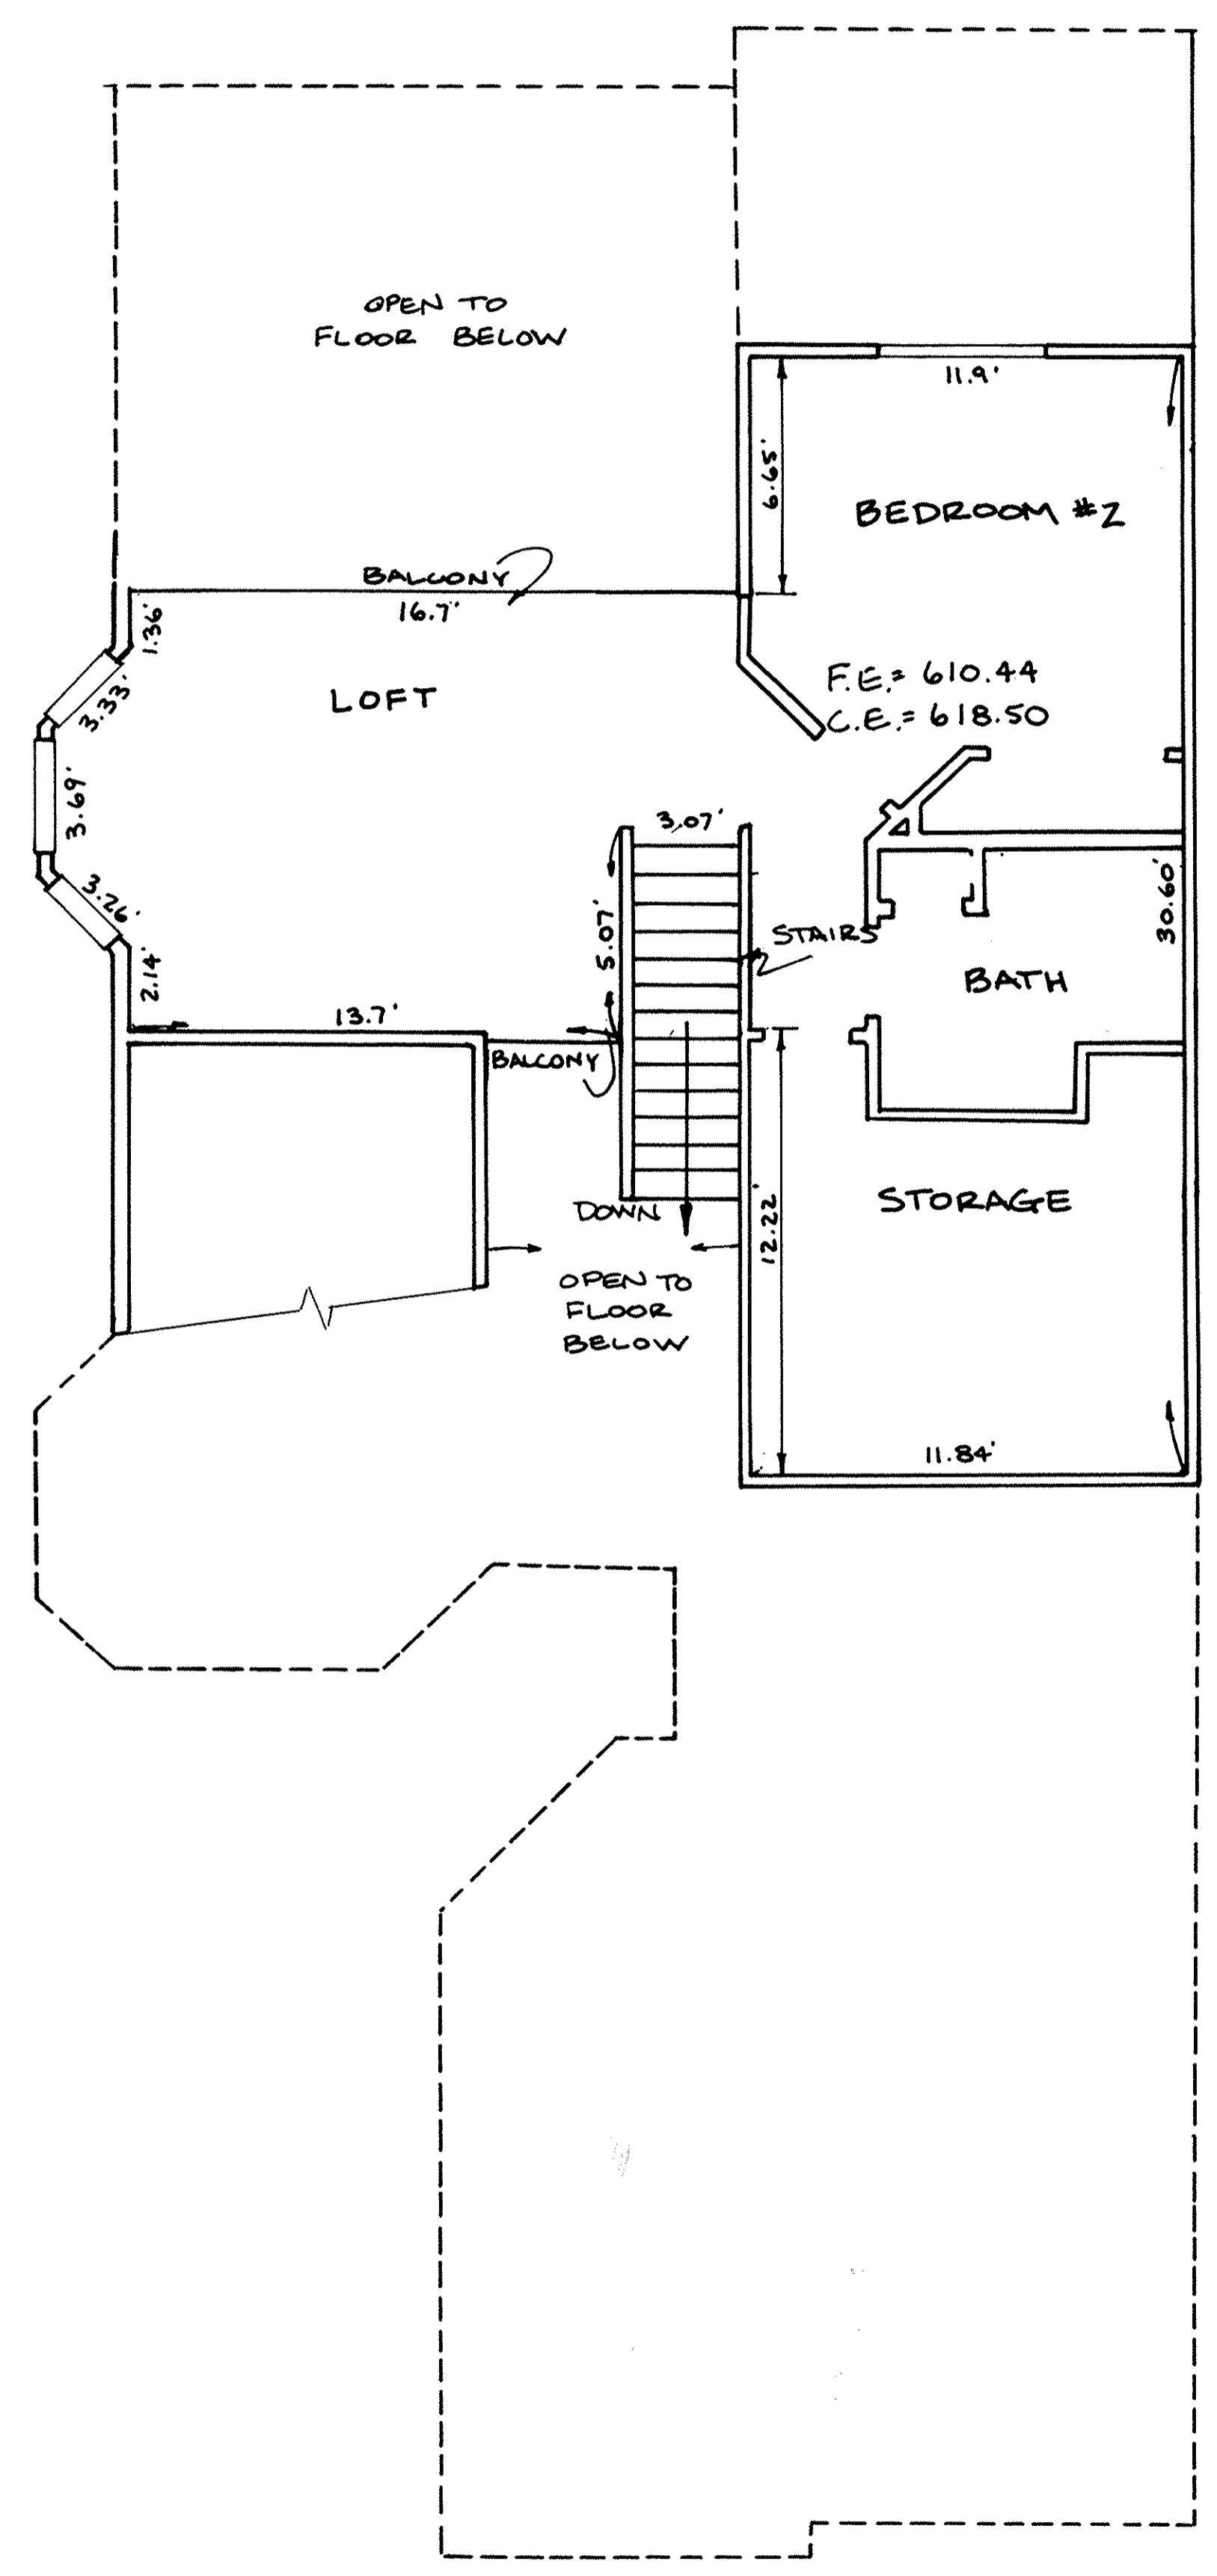 OPEN TO
FLOOR BELOW
11.9'
6.65'
BEDROOM #2
BALCONY
16.7'
1.36'
3.33'
LOFT
F.E.= 610.44
C.E.= 618.50
3.69'
3.07'
3.26'
5.07'
STAIRS
30.60'
2.14'
BATH
13.7'
BALCONY
12.22'
STORAGE
DOWN
OPEN TO
FLOOR
BELOW
11.84'